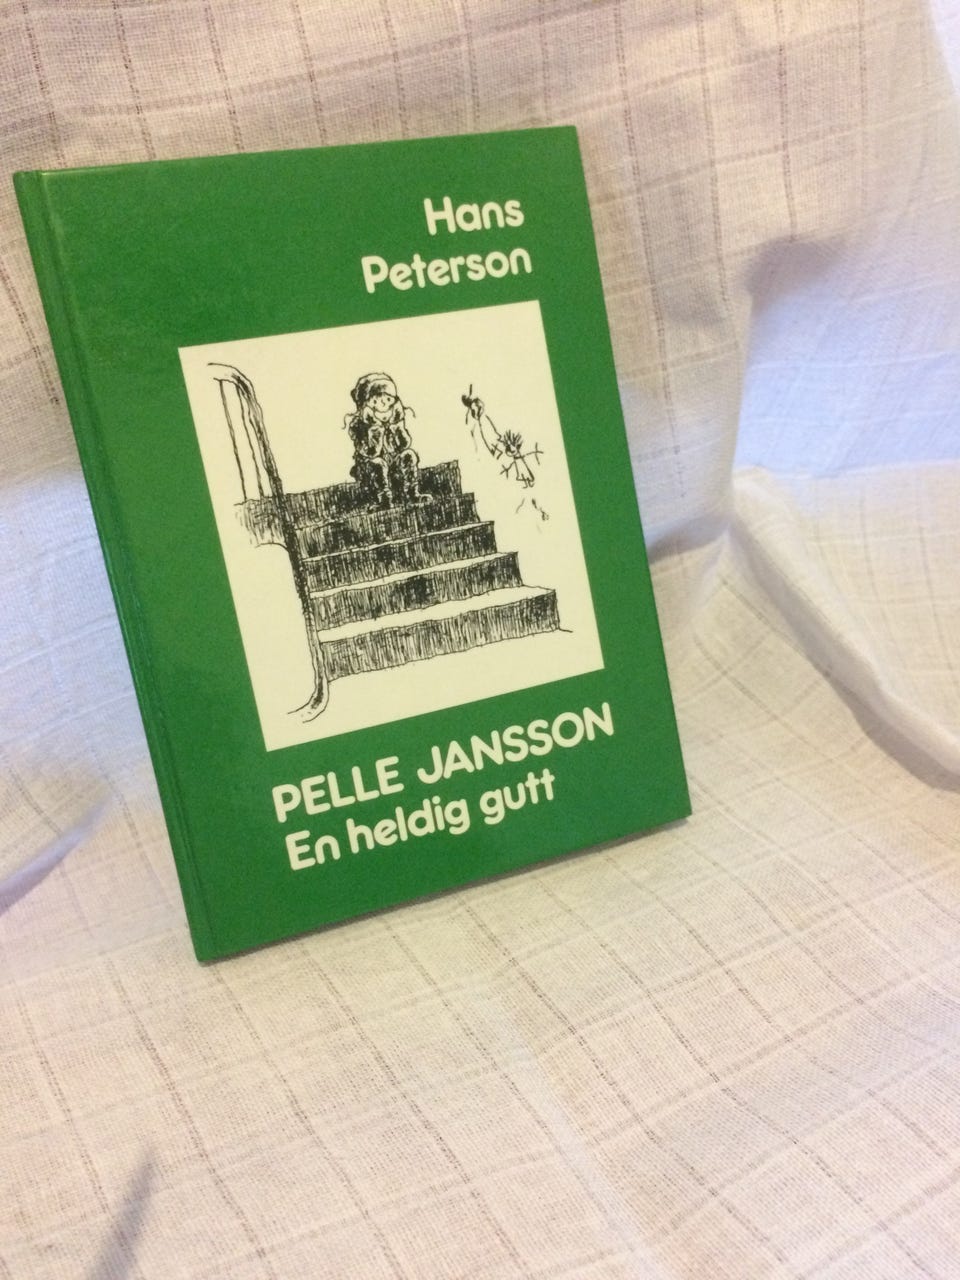 Hans
Peterson
PELLE JANSSON
En heldig gutt